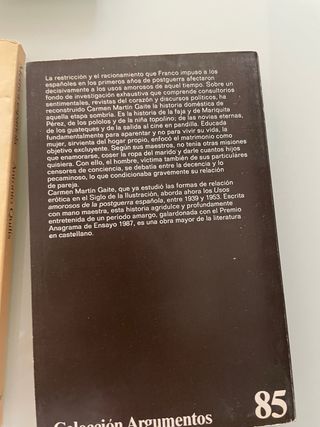 La restricción y el racionamiento que Franco impuso a los
españoles en los primeros años de postguerra afectaron
decisivamente a los usos amorosos de aquel tiempo. Sobre un
fondo de investigación exhaustiva que comprende consultorios
sentimentales, revistas del corazón y discursos políticos, ha
reconstruido Carmen Martín Gaite la historia doméstica de
aquella etapa sombría. Es la historia de la faja y de Mariquita
Pérez, de los pololos y de la niña topolino; de las novias eternas,
de los guateques y de la salida al cine en pandilla. Educada
fundamentalmente para aparentar y no para vivir su vida, la
mujer, sirvienta del hogar propio, enfocó el matrimonio como
objetivo excluyente. Según sus maestros, no tenía otras misiones
que enamorarse, coser la ropa del marido y darle cuantos hijos
quisiera. Con ello, el hombre, víctima también de sus particulares
censores de conciencia, se debatía entre la decencia y lo
pecaminoso, lo que condicionaba gravemente su relación
de pareja.
Carmen Martín Gaite, que ya estudió las formas de relación
erótica en el Siglo de la Ilustración, aborda ahora los Usos
amorosos de la postguerra española, entre 1939 y 1953. Escrita
con mano maestra, esta historia agridulce y profundamente
entretenida de un período amargo, galardonada con el Premio
Anagrama de Ensayo 1987, es una obra mayor de la literatura
en castellano.
85
Colección Argumentos